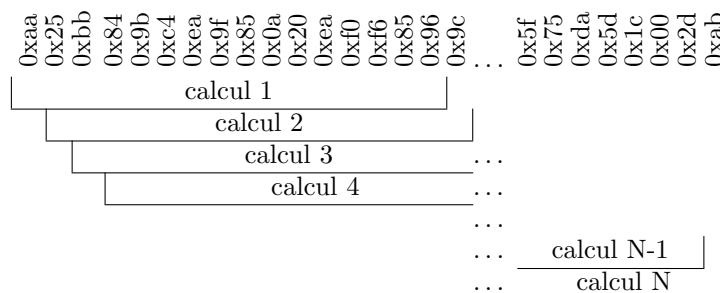 0xaa 0x25 0xbb 0x84 0x9b 0xc4 0xea 0x9f 0x85 0x0a 0x20 0xea 0xf0 0xf6 0x85 0x96 0x9c ... 0x5f 0x75 0xda 0x5d 0x1c 0x00 0x2d 0xab
calcul 1
calcul 2
calcul 3 ...
calcul 4 ...
...
... calcul N-1
... calcul N